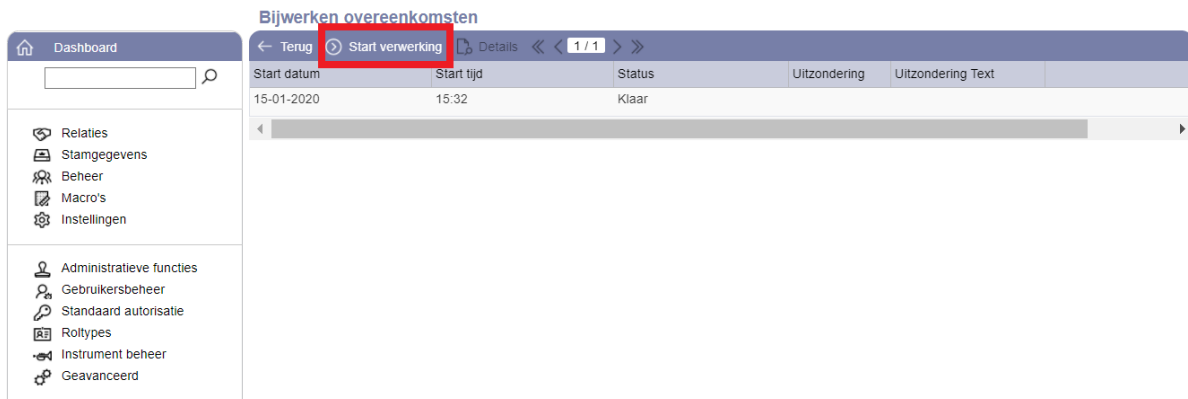 Bijwerken overeenkomsten
Dashboard
Terug Start verwerking Details 1 / 1
Start datum Start tijd Status Uitzondering Uitzondering Text
15-01-2020 15:32 Klaar
Relaties
Stamgegevens
Beheer
Macro's
Instellingen
Administratieve functies
Gebruikersbeheer
Standaard autorisatie
Roltypes
Instrument beheer
Geavanceerd